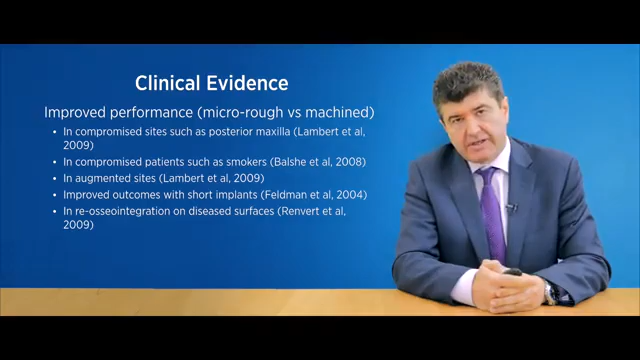 Clinical Evidence
Improved performance (micro-rough vs machined)
• In compromised sites such as posterior maxilla (Lambert et al,
2009)
• In compromised patients such as smokers (Balshe et al, 2008)
• In augmented sites (Lambert et al, 2009)
• Improved outcomes with short implants (Feldman et al, 2004)
• In re-osseointegration on diseased surfaces (Renvert et al,
2009)